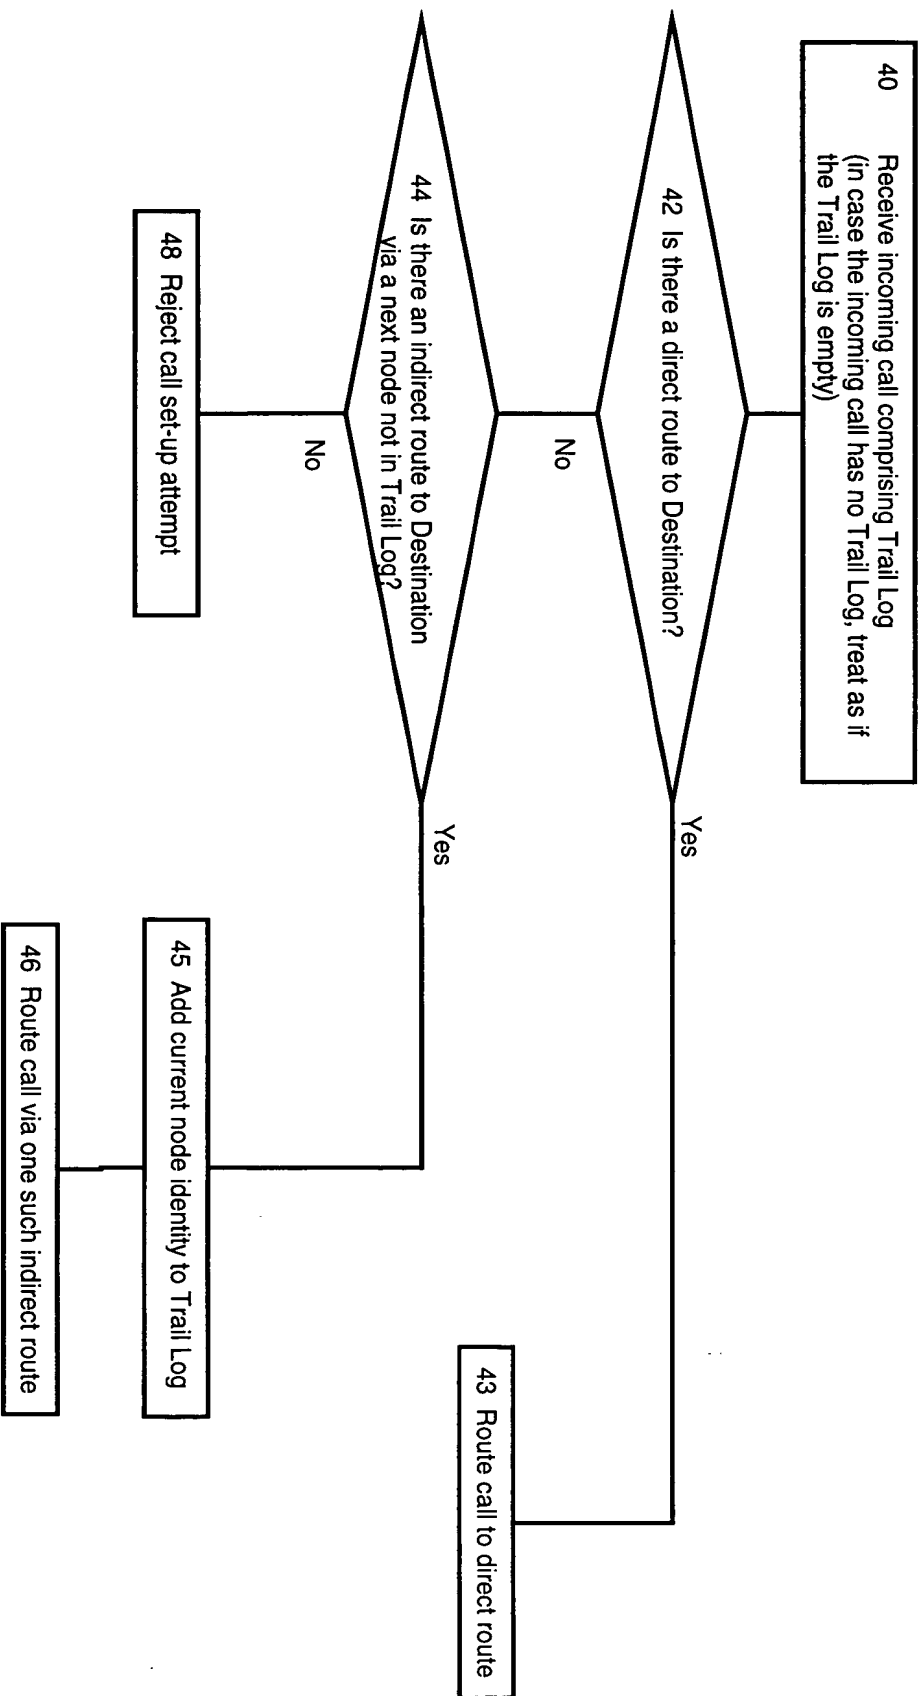 40 Receive incoming call comprising Trail Log
(in case the incoming call has no Trail Log, treat as if
the Trail Log is empty)
42 Is there a direct route to Destination?
Yes
No
43 Route call to direct route
44 Is there an indirect route to Destination
via a next node not in Trail Log?
Yes
No
45 Add current node identity to Trail Log
48 Reject call set-up attempt
46 Route call via one such indirect route